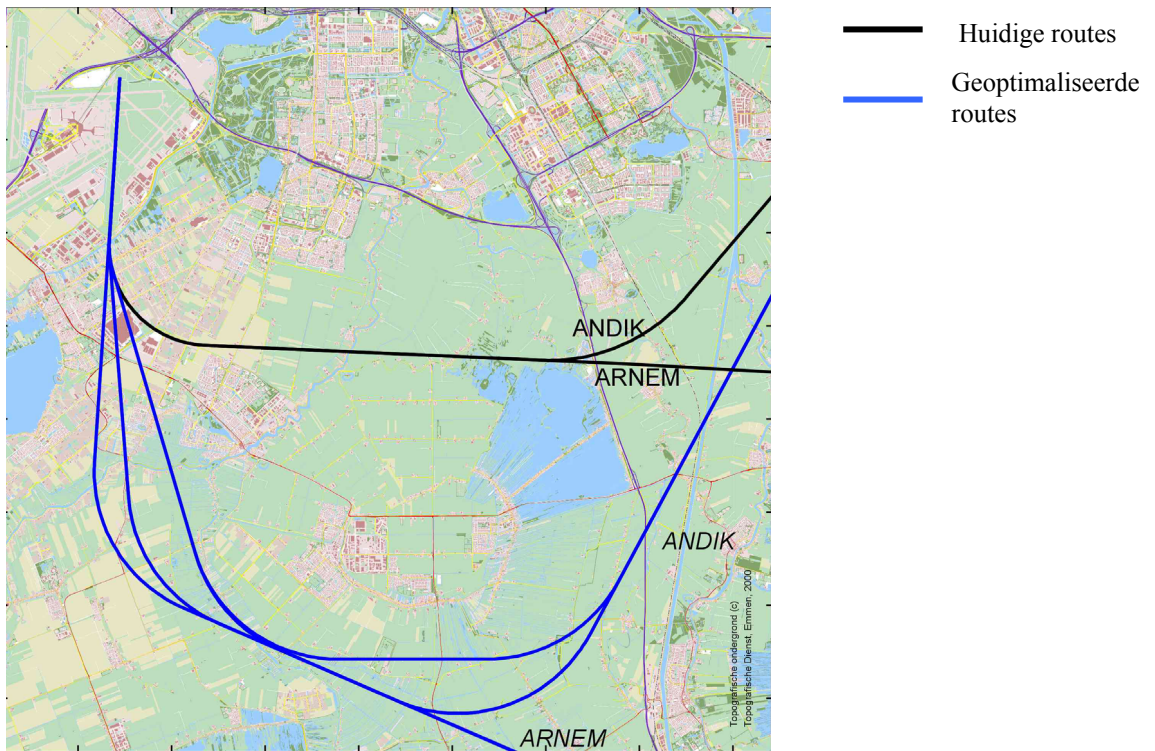 Huidige routes
Geoptimaliseerde
routes
ANDIK
ARNEM
ANDIK
ARNEM
Topografische ondergrond (c)
Topografische Dienst, Emmen, 2000